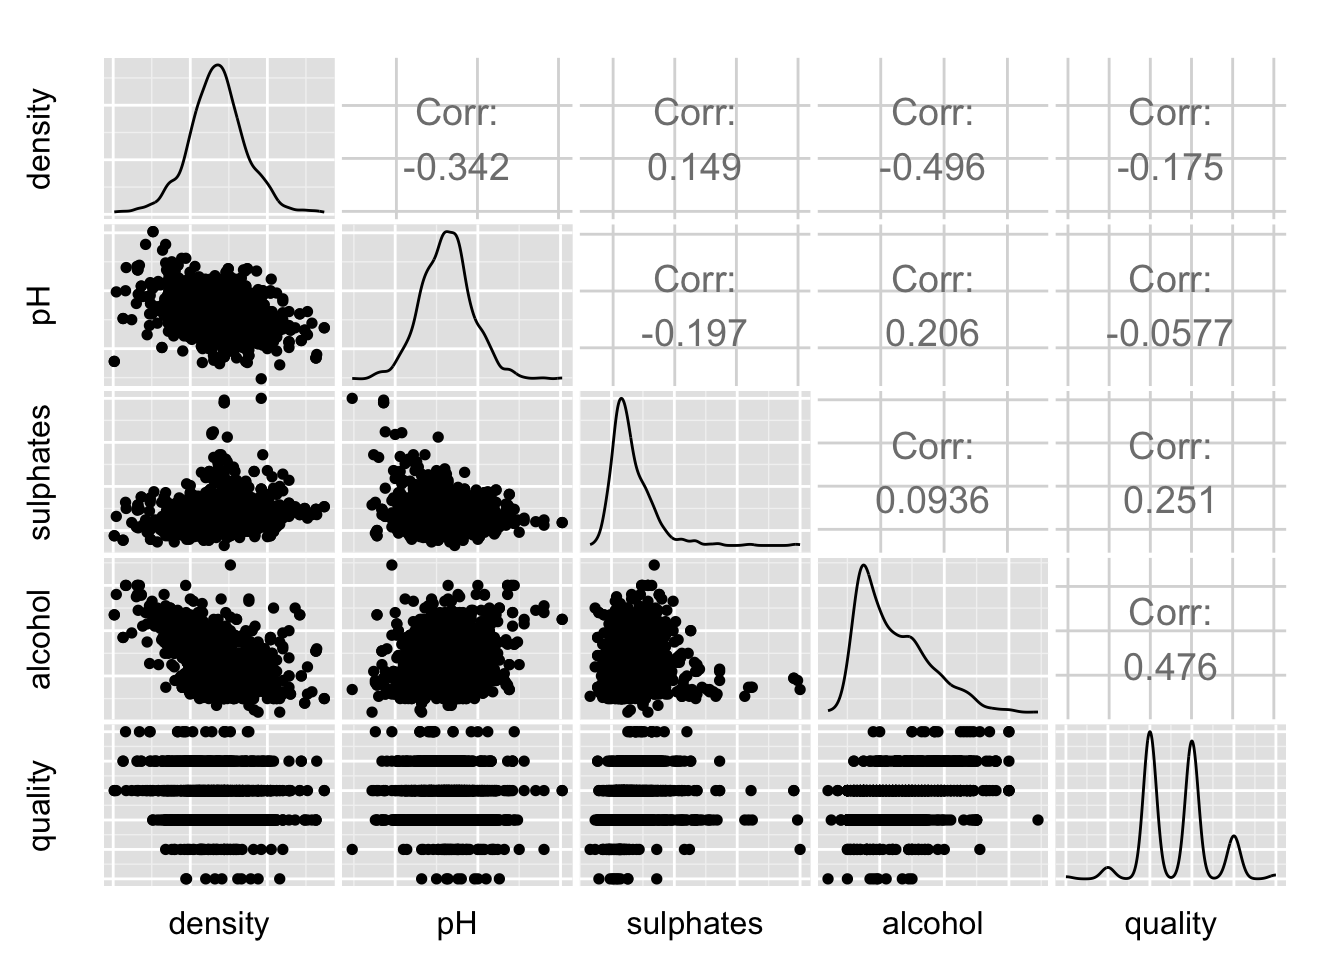 density
Corr:
-0.342
Corr:
0.149
Corr:
-0.496
Corr:
-0.175
pH
Corr:
-0.197
Corr:
0.206
Corr:
-0.0577
sulphates
Corr:
0.0936
Corr:
0.251
alcohol
Corr:
0.476
quality
density
pH
sulphates
alcohol
quality